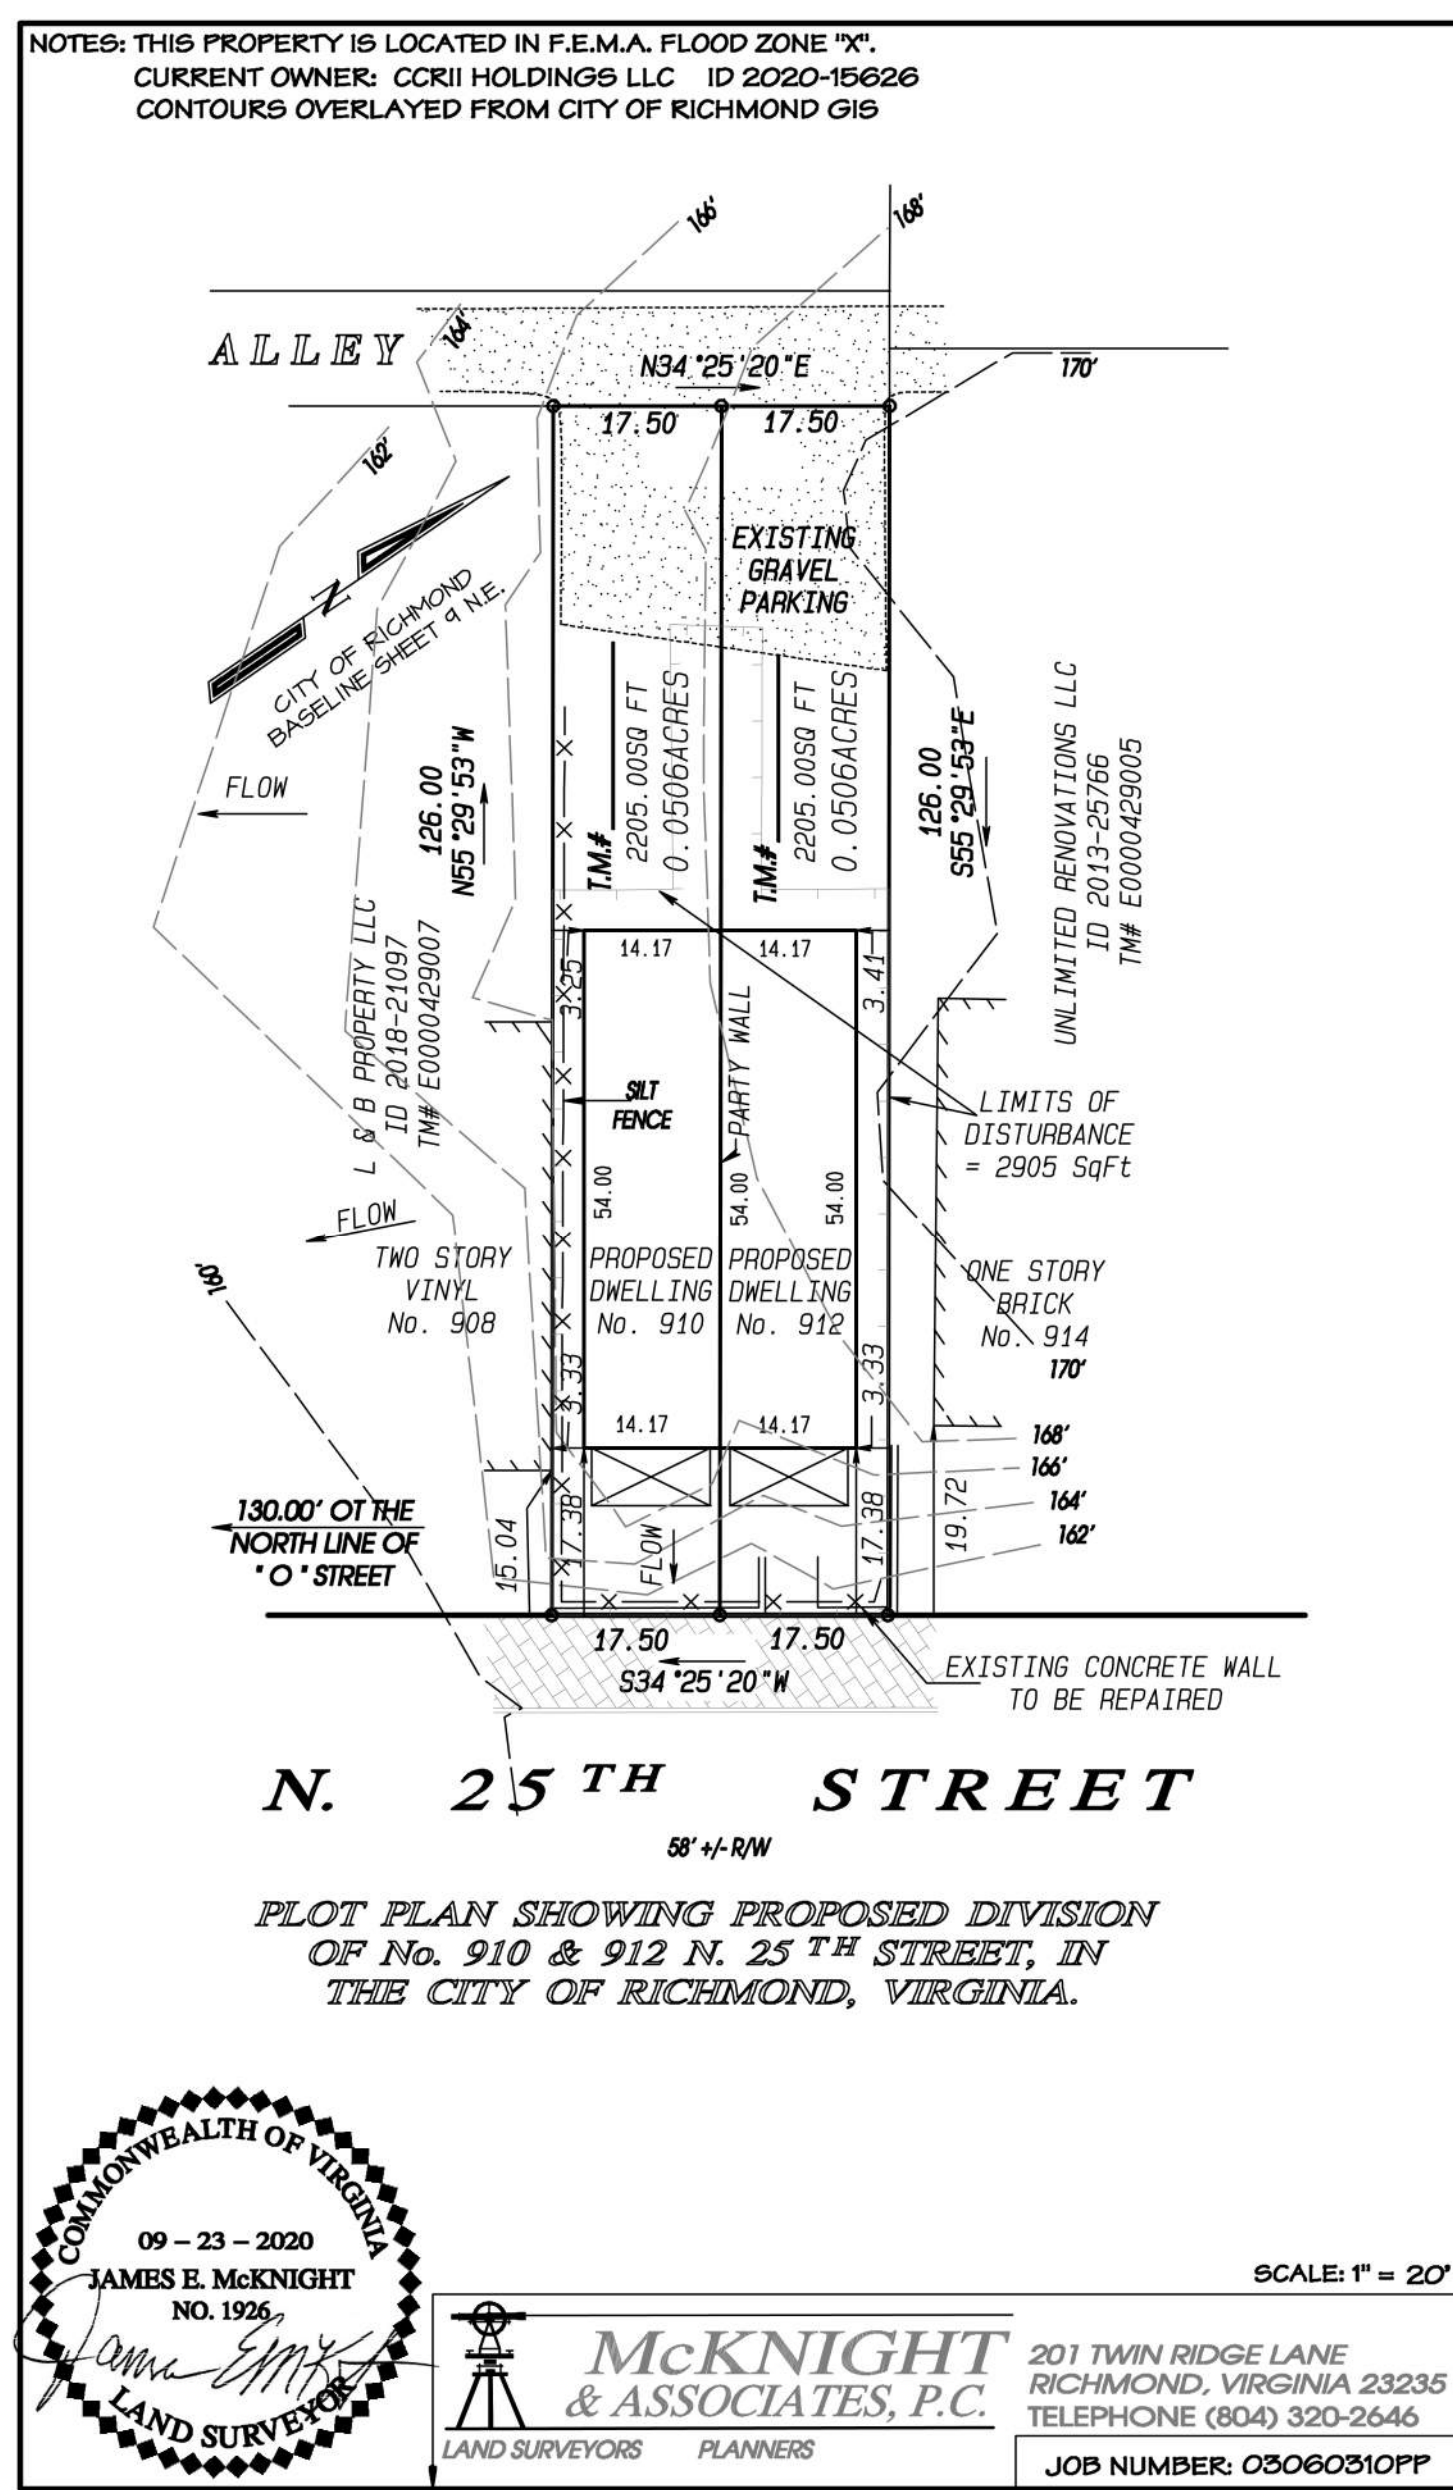 NOTES: THIS PROPERTY IS LOCATED IN F.E.M.A. FLOOD ZONE "X".
CURRENT OWNER: CCRII HOLDINGS LLC ID 2020-15626
CONTOURS OVERLAYED FROM CITY OF RICHMOND GIS
166'
168'
ALLEY
164'
N34°25'20"E
170'
17.50
17.50
162'
EXISTING
GRAVEL
PARKING
N
CITY OF RICHMOND
BASELINE SHEET 9 N.E.
FLOW
126.00
N55°29'53"W
T.M.#
2205.00SQ FT
0.0506ACRES
T.M.#
2205.00SQ FT
0.0506ACRES
126.00
S55°29'53"E
UNLIMITED RENOVATIONS LLC
ID 2013-25766
TM# E0000429005
L & B PROPERTY LLC
ID 2018-21097
TM# E0000429007
14.17
14.17
3.25
3.41
PARTY WALL
SILT
FENCE
LIMITS OF
DISTURBANCE
= 2905 SqFt
54.00
54.00
54.00
FLOW
TWO STORY
VINYL
No. 908
PROPOSED
DWELLING
No. 910
PROPOSED
DWELLING
No. 912
ONE STORY
BRICK
No. 914
160'
170'
3.33
3.33
14.17
14.17
168'
166'
164'
162'
130.00' OT THE
NORTH LINE OF
"O" STREET
15.04
17.38
FLOW
17.38
19.72
17.50
17.50
S34°25'20"W
EXISTING CONCRETE WALL
TO BE REPAIRED
N. 25TH STREET
58' +/- R/W
PLOT PLAN SHOWING PROPOSED DIVISION
OF No. 910 & 912 N. 25TH STREET, IN
THE CITY OF RICHMOND, VIRGINIA.
COMMONWEALTH OF VIRGINIA
09 – 23 – 2020
JAMES E. McKNIGHT
NO. 1926
LAND SURVEYOR
SCALE: 1" = 20'
McKNIGHT
& ASSOCIATES, P.C.
LAND SURVEYORS PLANNERS
201 TWIN RIDGE LANE
RICHMOND, VIRGINIA 23235
TELEPHONE (804) 320-2646
JOB NUMBER: 03060310PP